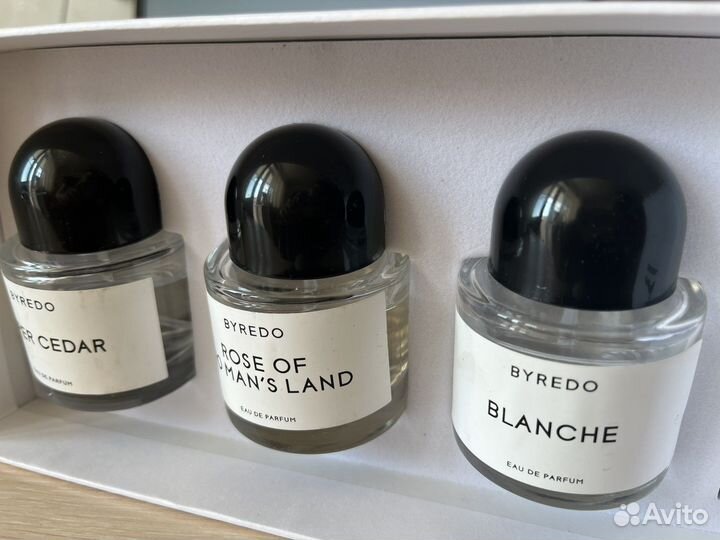 BYREDO
ER CEDAR
EAU DE PARFUM
BYREDO
ROSE OF
MAN'S LAND
EAU DE PARFUM
BYREDO
BLANCHE
EAU DE PARFUM
Avito